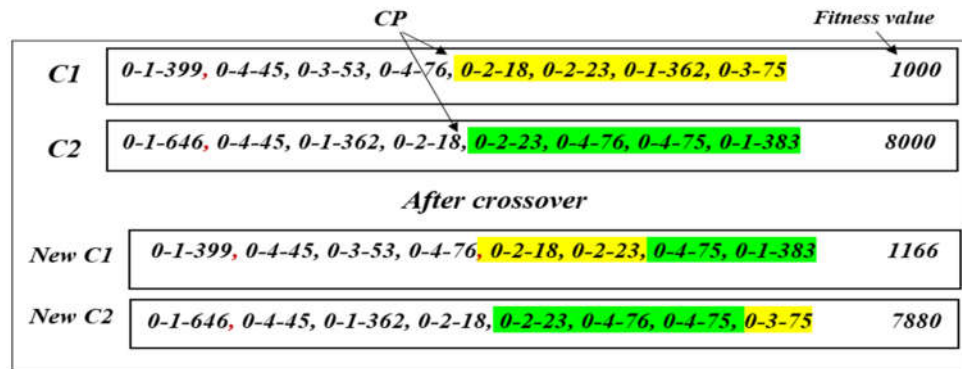 CP Fitness value
C1 0-1-399, 0-4-45, 0-3-53, 0-4-76, 0-2-18, 0-2-23, 0-1-362, 0-3-75 1000
C2 0-1-646, 0-4-45, 0-1-362, 0-2-18, 0-2-23, 0-4-76, 0-4-75, 0-1-383 8000
After crossover
New C1 0-1-399, 0-4-45, 0-3-53, 0-4-76, 0-2-18, 0-2-23, 0-4-75, 0-1-383 1166
New C2 0-1-646, 0-4-45, 0-1-362, 0-2-18, 0-2-23, 0-4-76, 0-4-75, 0-3-75 7880